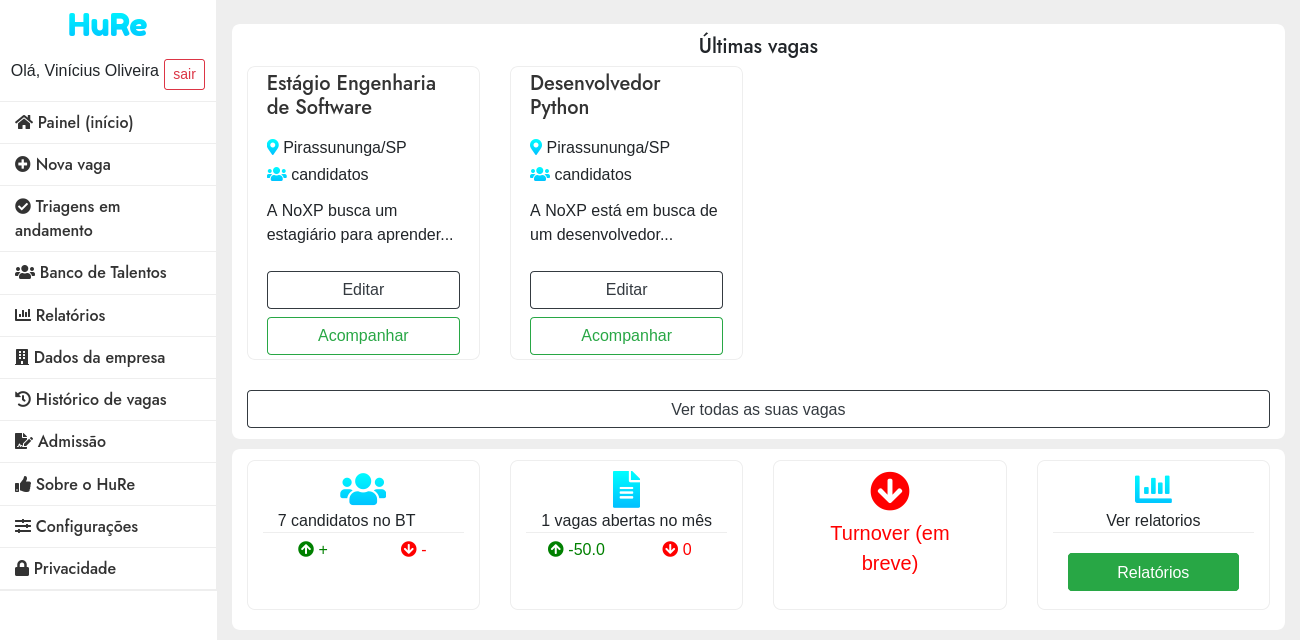 HuRe
Olá, Vinícius Oliveira sair
Painel (início)
Nova vaga
Triagens em
andamento
Banco de Talentos
Relatórios
Dados da empresa
Histórico de vagas
Admissão
Sobre o HuRe
Configurações
Privacidade
Últimas vagas
Estágio Engenharia
de Software
Pirassununga/SP
candidatos
A NoXP busca um
estagiário para aprender...
Editar
Acompanhar
Desenvolvedor
Python
Pirassununga/SP
candidatos
A NoXP está em busca de
um desenvolvedor...
Editar
Acompanhar
Ver todas as suas vagas
7 candidatos no BT
+ -
1 vagas abertas no mês
-50.0 0
Turnover (em
breve)
Ver relatorios
Relatórios